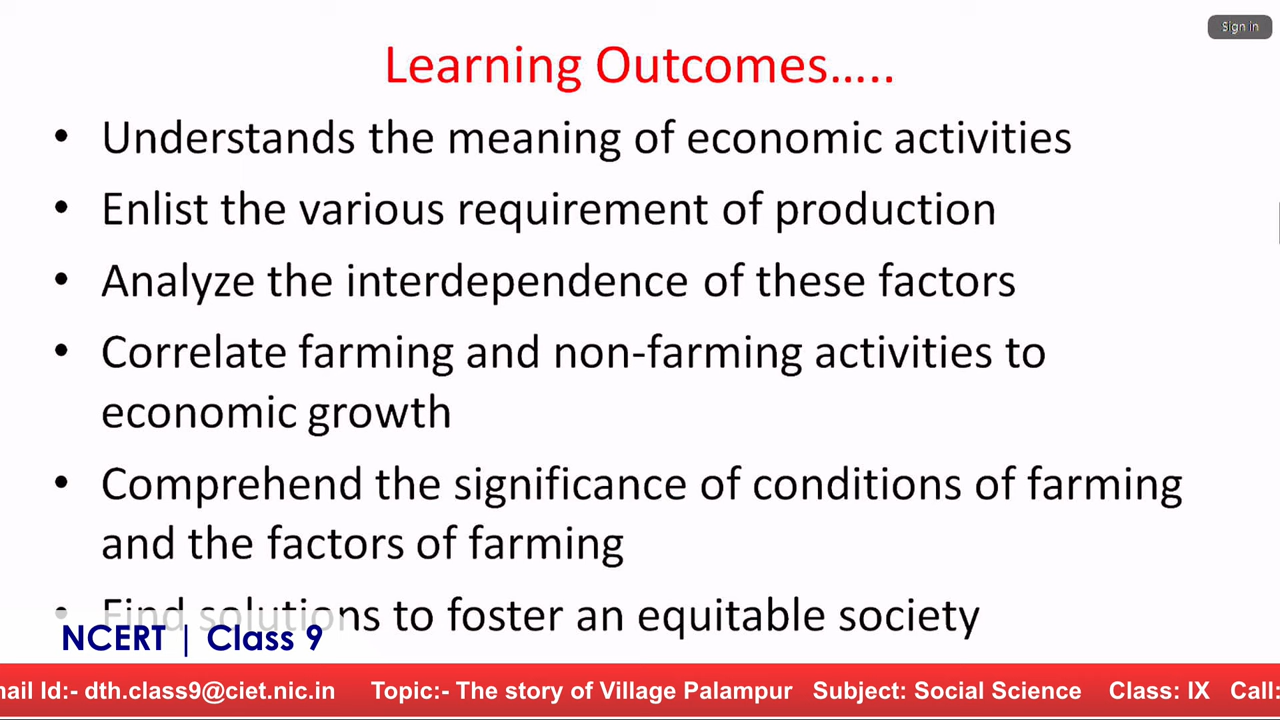 Sign in
Learning Outcomes.....
• Understands the meaning of economic activities
• Enlist the various requirement of production
• Analyze the interdependence of these factors
• Correlate farming and non-farming activities to
economic growth
• Comprehend the significance of conditions of farming
and the factors of farming
• Find solutions to foster an equitable society
NCERT | Class 9
ail Id:- dth.class9@ciet.nic.in Topic:- The story of Village Palampur Subject: Social Science Class: IX Call: